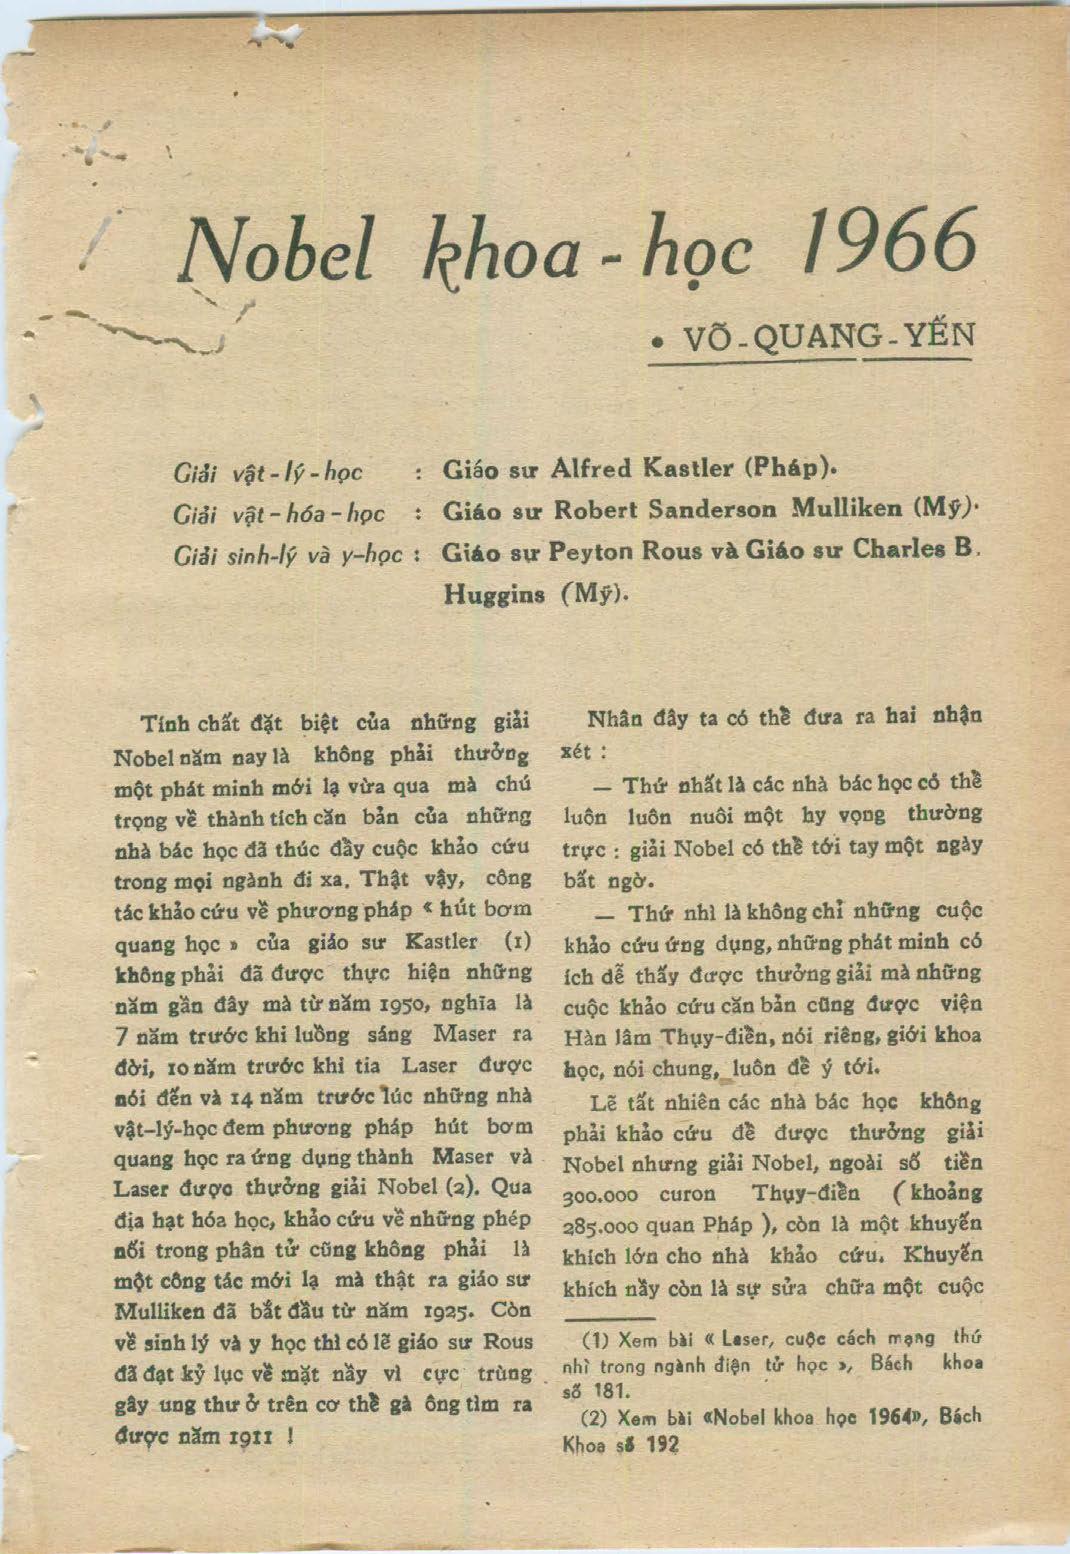 Nobel khoa-học 1966
• VÕ-QUANG-YẾN
Giải vật-lý-học : Giáo sư Alfred Kastler (Pháp).
Giải vật-hóa-học : Giáo sư Robert Sanderson Mulliken (Mỹ).
Giải sinh-lý và y-học : Giáo sư Peyton Rous và Giáo sư Charles B.
Huggins (Mỹ).
Tính chất đặt biệt của những giải
Nobel năm nay là không phải thưởng
một phát minh mới lạ vừa qua mà chú
trọng về thành tích căn bản của những
nhà bác học đã thúc đẩy cuộc khảo cứu
trong mọi ngành đi xa. Thật vậy, công
tác khảo cứu về phương pháp « hút bơm
quang học » của giáo sư Kastler (1)
không phải đã được thực hiện những
năm gần đây mà từ năm 1950, nghĩa là
7 năm trước khi luồng sáng Maser ra
đời, 10 năm trước khi tia Laser được
nói đến và 14 năm trước lúc những nhà
vật-lý-học đem phương pháp hút bơm
quang học ra ứng dụng thành Maser và
Laser được thưởng giải Nobel (2). Qua
địa hạt hóa học, khảo cứu về những phép
nối trong phân tử cũng không phải là
một công tác mới lạ mà thật ra giáo sư
Mulliken đã bắt đầu từ năm 1925. Còn
về sinh lý và y học thì có lẽ giáo sư Rous
đã đạt kỷ lục về mặt nầy vì cực trùng
gây ung thư ở trên cơ thể gà ông tìm ra
được năm 1911 !
Nhân đây ta có thể đưa ra hai nhận
xét :
— Thứ nhất là các nhà bác học có thể
luôn luôn nuôi một hy vọng thường
trực : giải Nobel có thể tới tay một ngày
bất ngờ.
— Thứ nhì là không chỉ những cuộc
khảo cứu ứng dụng, những phát minh có
ích dễ thấy được thưởng giải mà những
cuộc khảo cứu căn bản cũng được viện
Hàn lâm Thụy-điển, nói riêng, giới khoa
học, nói chung, luôn để ý tới.
Lẽ tất nhiên các nhà bác học không
phải khảo cứu để được thưởng giải
Nobel nhưng giải Nobel, ngoài số tiền
300.000 curon Thụy-điển ( khoảng
285.000 quan Pháp ), còn là một khuyến
khích lớn cho nhà khảo cứu. Khuyến
khích nầy còn là sự sửa chữa một cuộc
(1) Xem bài « Laser, cuộc cách mạng thứ
nhì trong ngành điện tử học », Bách khoa
số 181.
(2) Xem bài «Nobel khoa học 1964», Bách
Khoa số 192